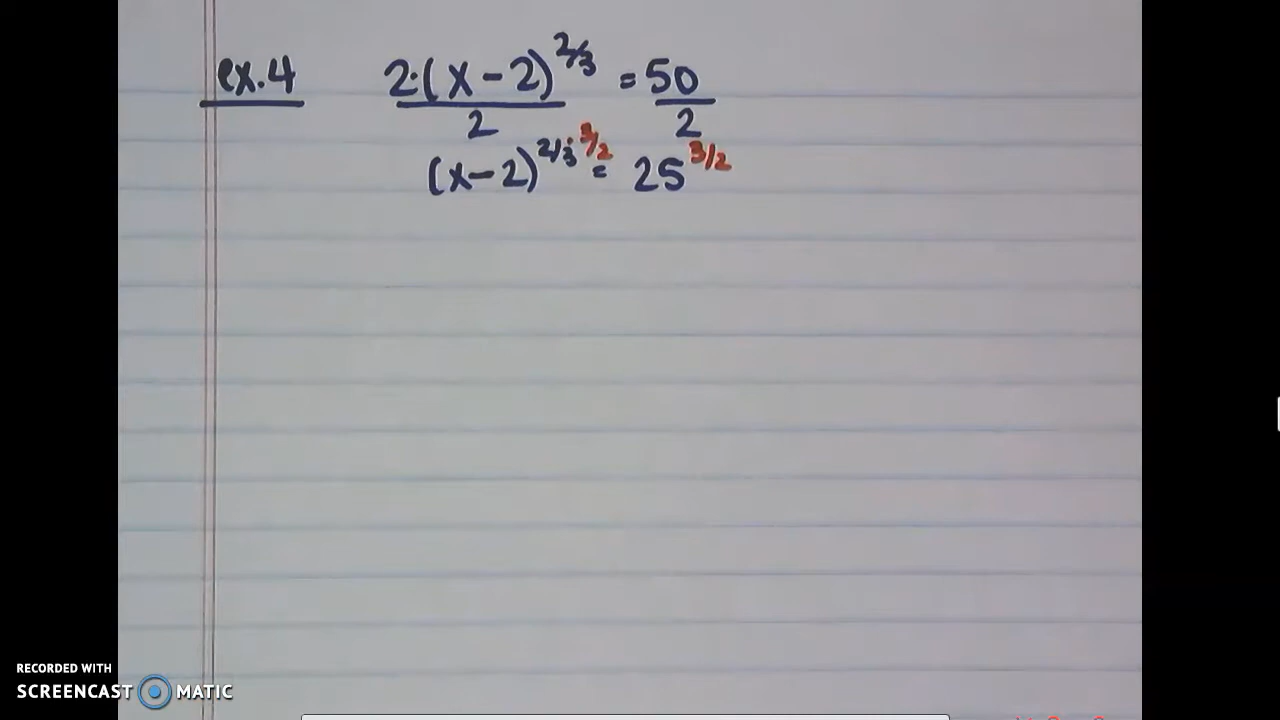 ex.4 2·(x-2)^2/3 = 50
2 2
(x-2)^2/3·3/2 = 25^3/2
RECORDED WITH
SCREENCAST MATIC